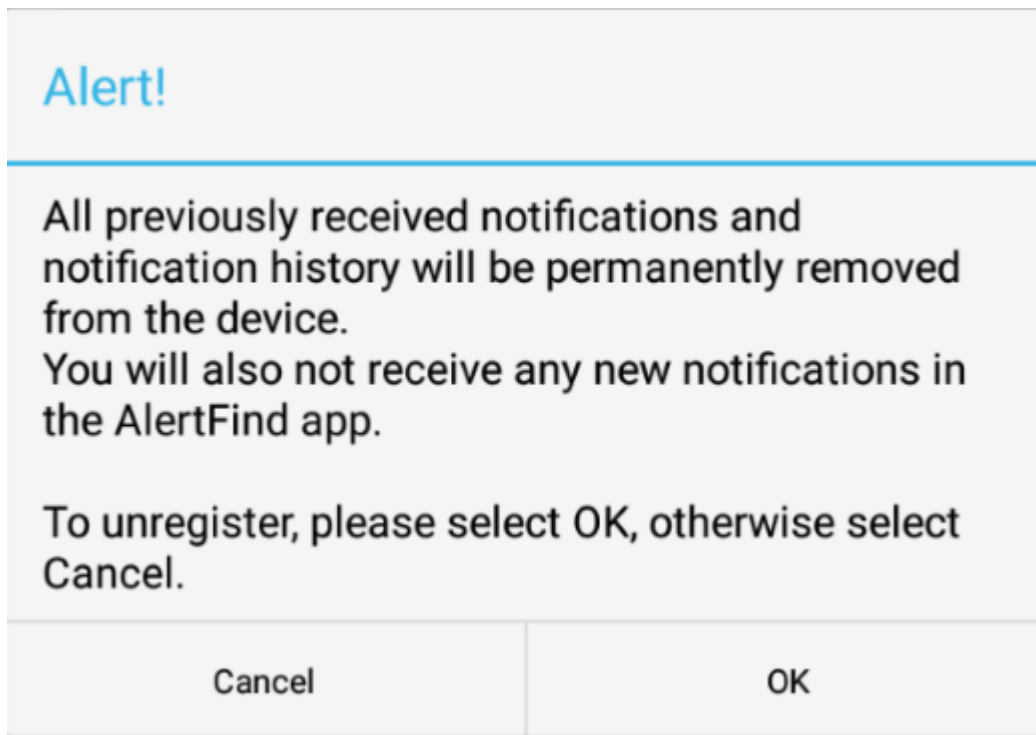 Alert!
All previously received notifications and
notification history will be permanently removed
from the device.
You will also not receive any new notifications in
the AlertFind app.
To unregister, please select OK, otherwise select
Cancel.
Cancel
OK